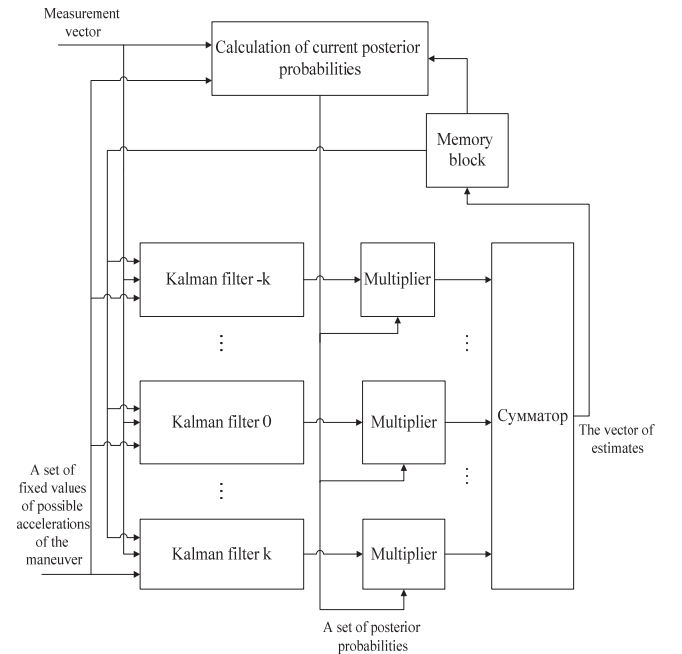 Measurement
vector
Calculation of current posterior
probabilities
Memory
block
Kalman filter -k
Multiplier
⋮
⋮
Kalman filter 0
Multiplier
Сумматор
The vector of
estimates
A set of
fixed values
of possible
accelerations
of the
maneuver
⋮
⋮
Kalman filter k
Multiplier
A set of posterior
probabilities